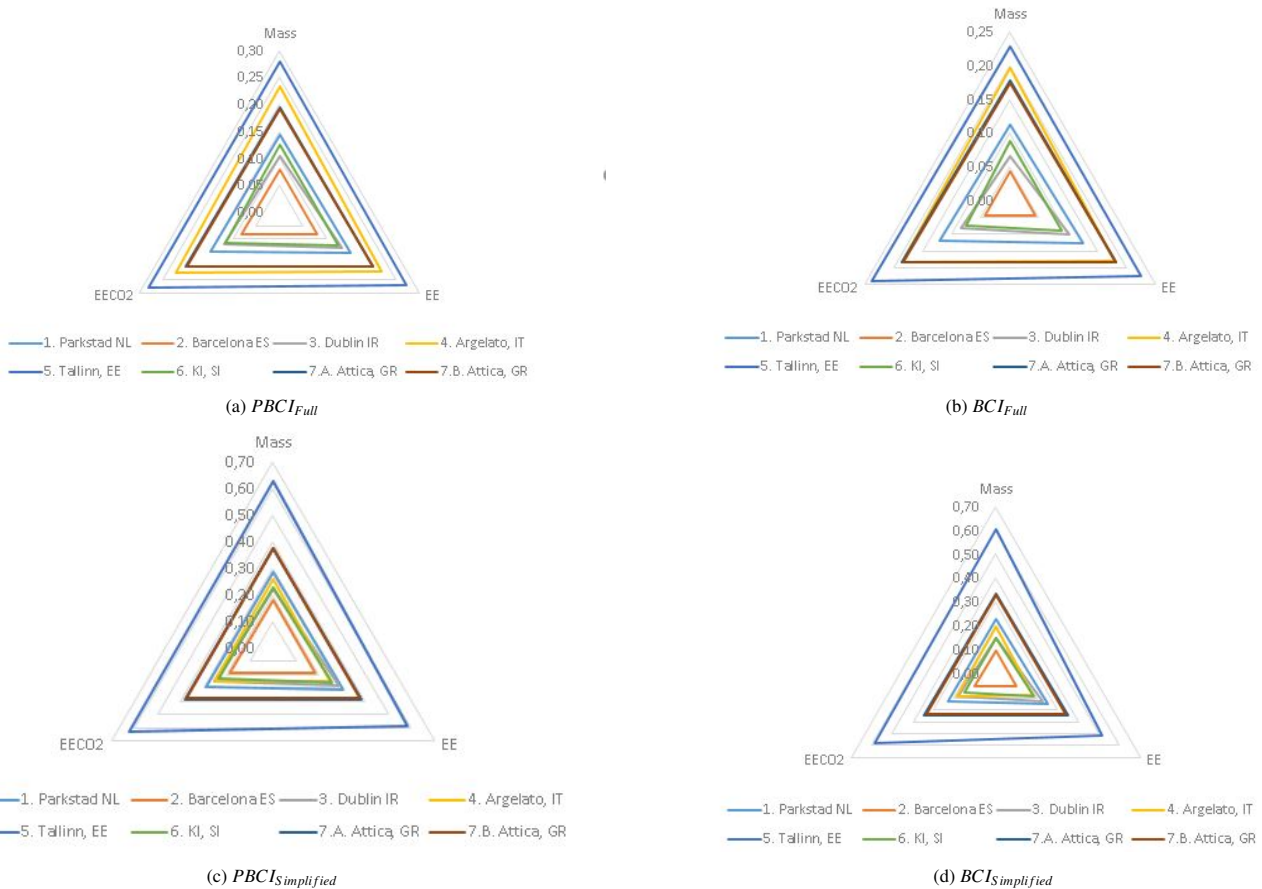 Mass
0,30
0,25
0,20
0,15
0,10
0,05
0,00
EECO2
EE
1. Parkstad NL
2. Barcelona ES
3. Dublin IR
4. Argelato, IT
5. Tallinn, EE
6. KI, SI
7.A. Attica, GR
7.B. Attica, GR
(a) PBCI_Full
Mass
0,25
0,20
0,15
0,10
0,05
0,00
EECO2
EE
1. Parkstad NL
2. Barcelona ES
3. Dublin IR
4. Argelato, IT
5. Tallinn, EE
6. KI, SI
7.A. Attica, GR
7.B. Attica, GR
(b) BCI_Full
Mass
0,70
0,60
0,50
0,40
0,30
0,20
0,10
0,00
EECO2
EE
1. Parkstad NL
2. Barcelona ES
3. Dublin IR
4. Argelato, IT
5. Tallinn, EE
6. KI, SI
7.A. Attica, GR
7.B. Attica, GR
(c) PBCI_Simplified
Mass
0,70
0,60
0,50
0,40
0,30
0,20
0,10
0,00
EECO2
EE
1. Parkstad NL
2. Barcelona ES
3. Dublin IR
4. Argelato, IT
5. Tallinn, EE
6. KI, SI
7.A. Attica, GR
7.B. Attica, GR
(d) BCI_Simplified